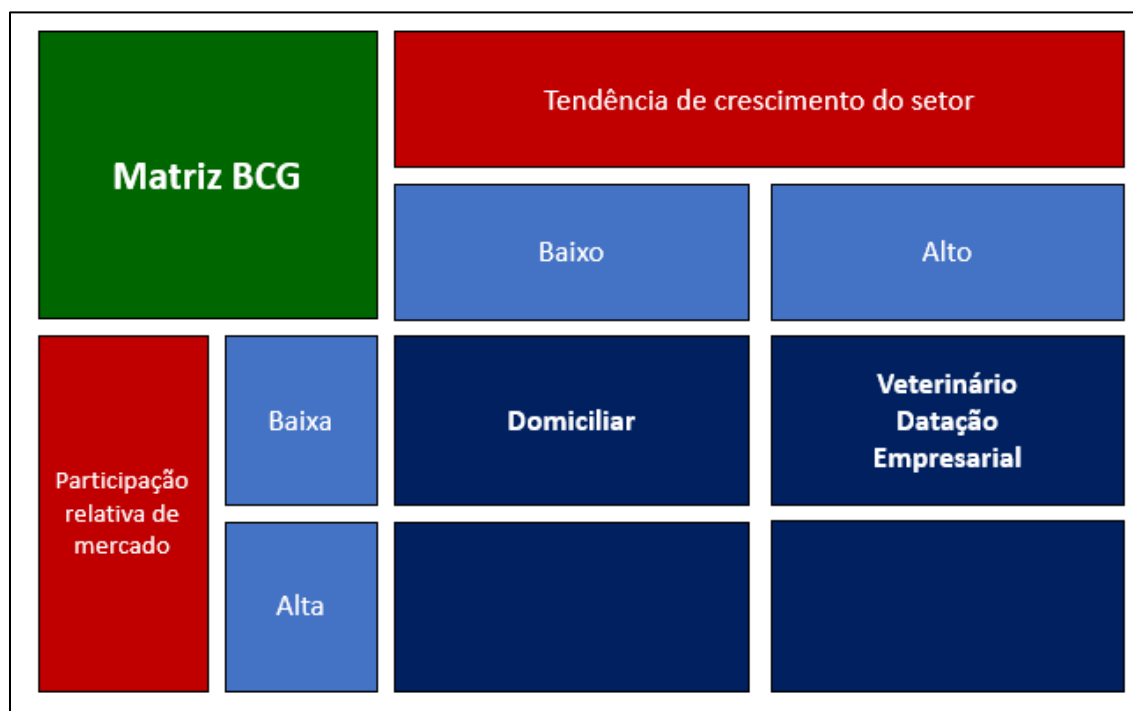 Matriz BCG
Tendência de crescimento do setor
Baixo
Alto
Participação
relativa de
mercado
Baixa
Domiciliar
Veterinário
Datação
Empresarial
Alta